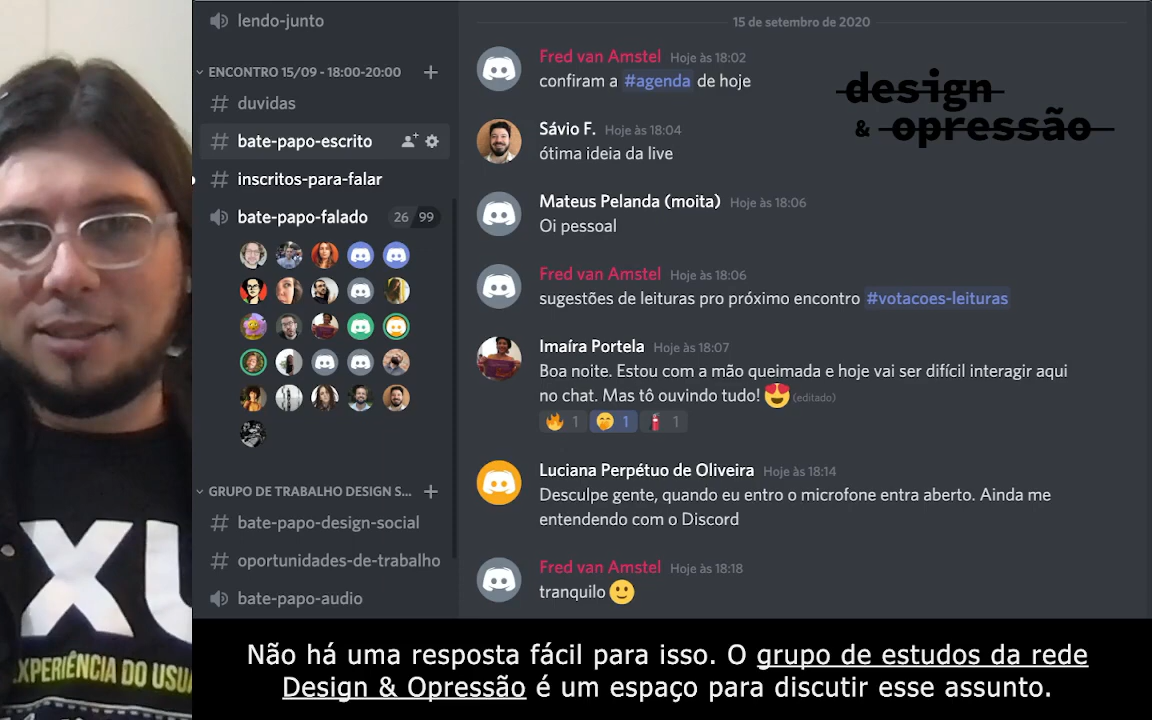 lendo-junto
ENCONTRO 15/09 - 18:00-20:00
# duvidas
# bate-papo-escrito
# inscritos-para-falar
bate-papo-falado 26 99
GRUPO DE TRABALHO DESIGN S...
# bate-papo-design-social
# oportunidades-de-trabalho
bate-papo-audio
15 de setembro de 2020
Fred van Amstel Hoje às 18:02
confiram a #agenda de hoje
Sávio F. Hoje às 18:04
ótima ideia da live
Mateus Pelanda (moita) Hoje às 18:06
Oi pessoal
Fred van Amstel Hoje às 18:06
sugestões de leituras pro próximo encontro #votacoes-leituras
Imaíra Portela Hoje às 18:07
Boa noite. Estou com a mão queimada e hoje vai ser difícil interagir aqui
no chat. Mas tô ouvindo tudo! 😍 (editado)
🔥 1 🤭 1 🧯 1
Luciana Perpétuo de Oliveira Hoje às 18:14
Desculpe gente, quando eu entro o microfone entra aberto. Ainda me
entendendo com o Discord
Fred van Amstel Hoje às 18:18
tranquilo 🙂
design
& opressão
XU
XPERIÊNCIA DO USU
Não há uma resposta fácil para isso. O grupo de estudos da rede
Design & Opressão é um espaço para discutir esse assunto.